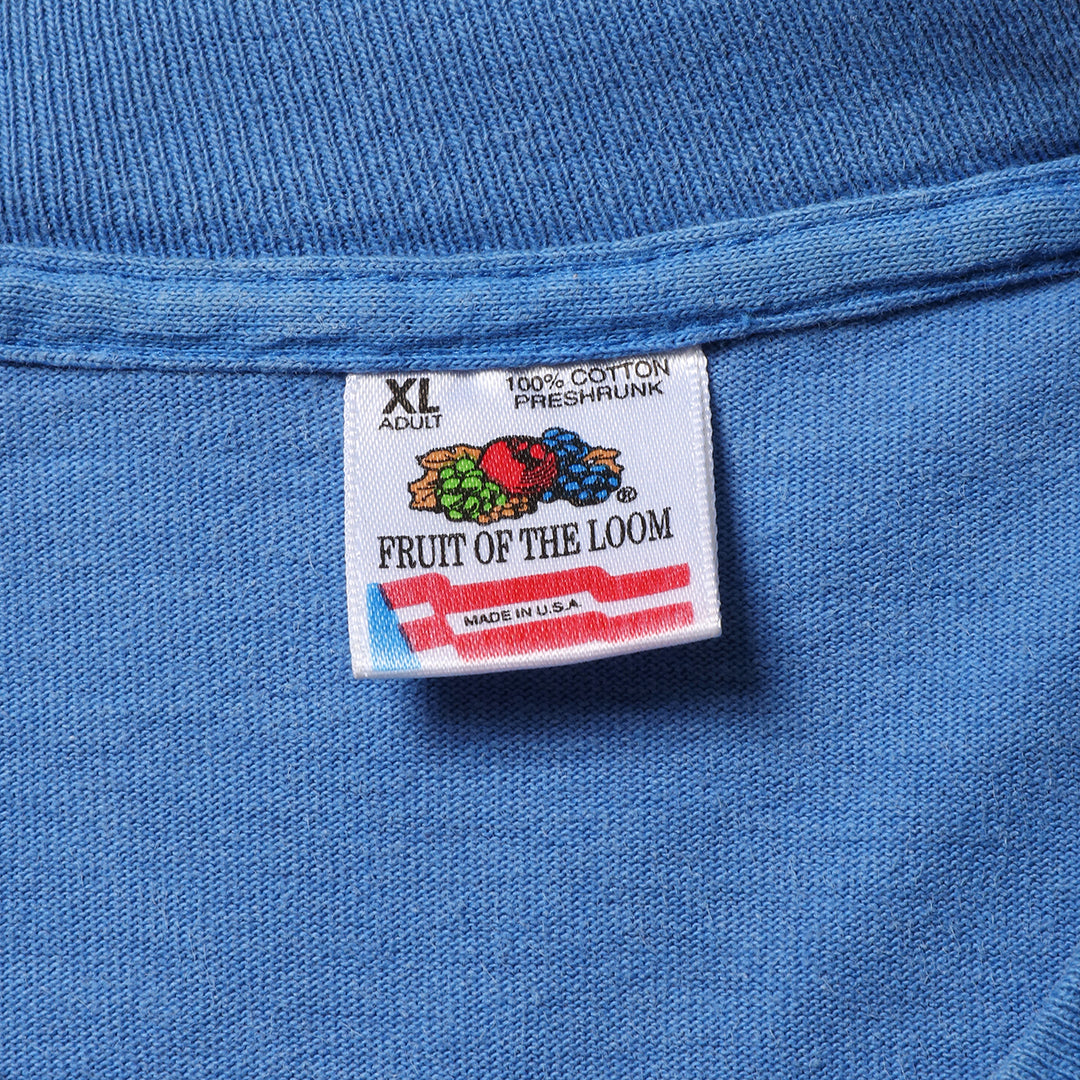 XL
ADULT
100% COTTON
PRESHRUNK
®
FRUIT OF THE LOOM
MADE IN U.S.A.